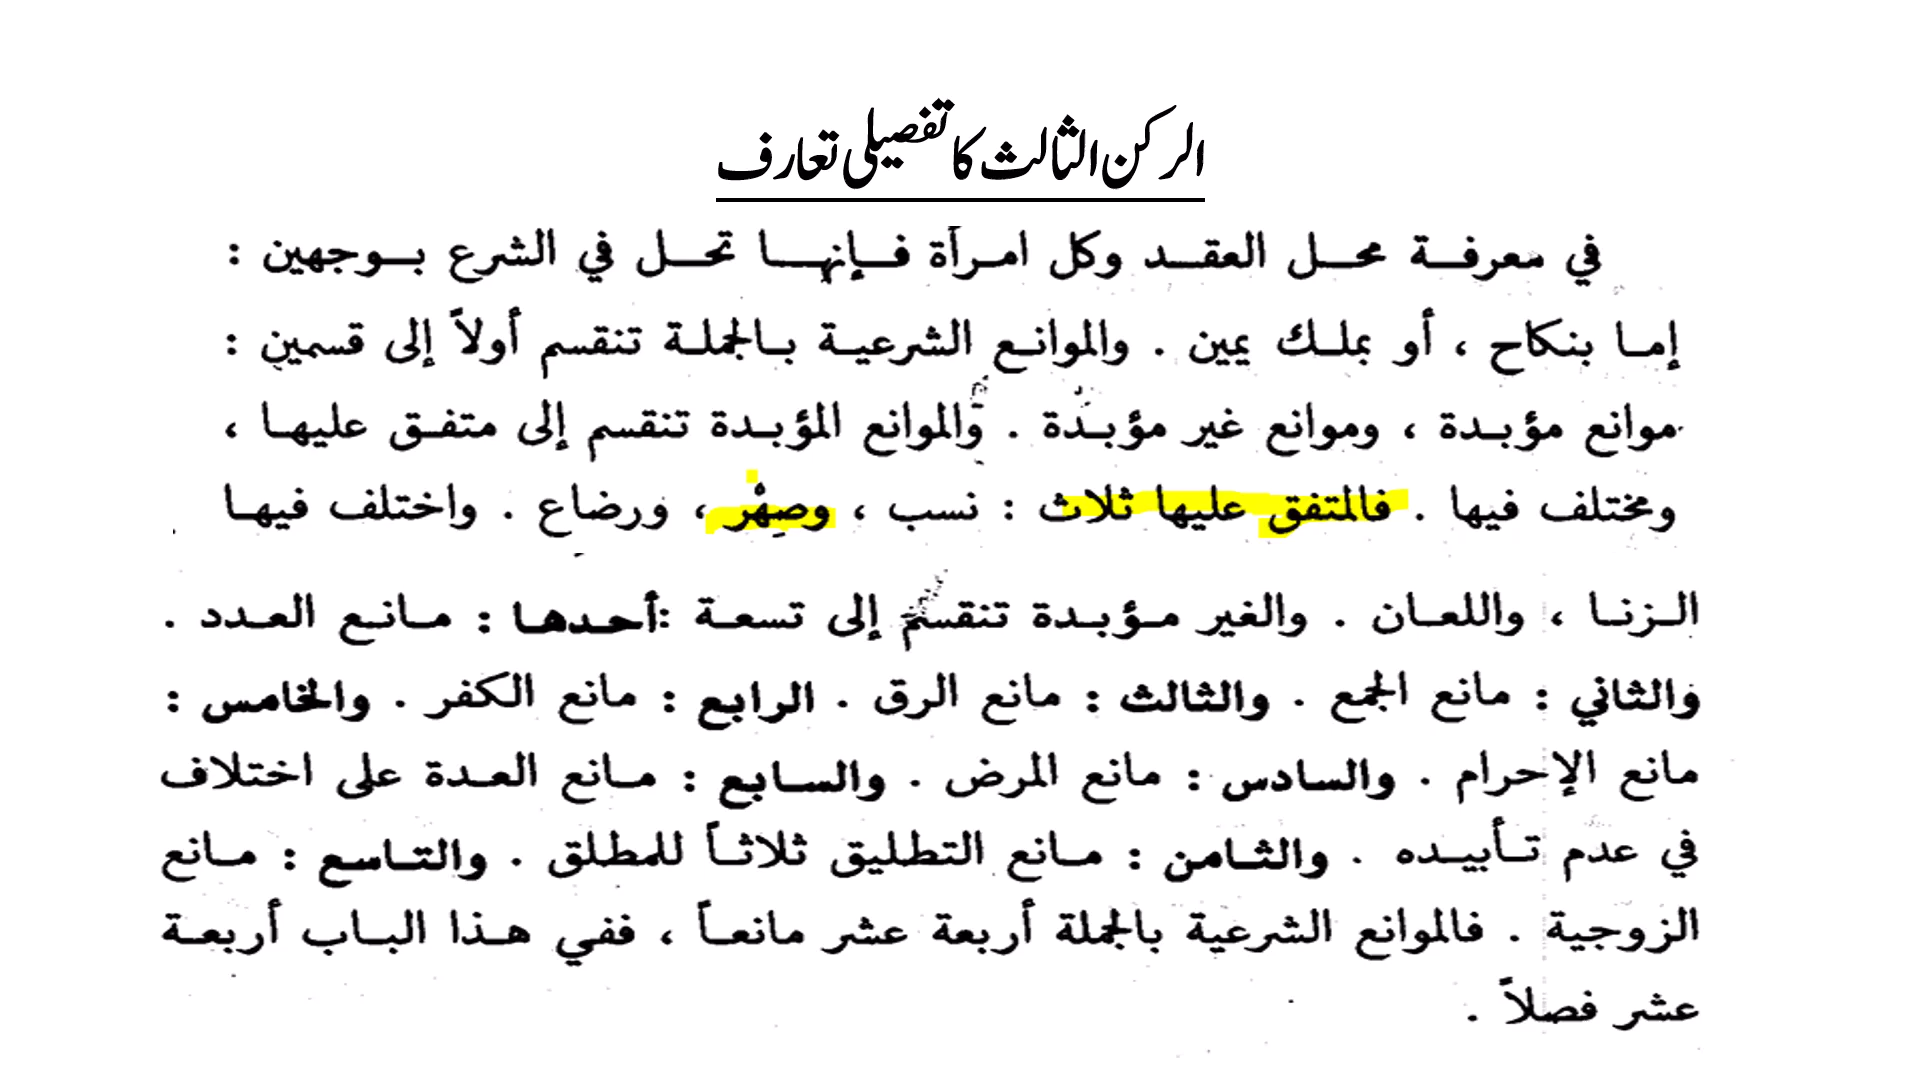 الرکن الثالث کا تفصیلی تعارف
في معرفة محل العقد وكل امرأة فإنها تحل في الشرع بوجهين :
إما بنكاح ، أو بملك يمين . والموانع الشرعية بالجملة تنقسم أولاً إلى قسمين :
موانع مؤبدة ، وموانع غير مؤبدة . والموانع المؤبدة تنقسم إلى متفق عليها ،
ومختلف فيها . فالمتفق عليها ثلاث : نسب ، وصِهْر ، ورضاع . واختلف فيها
الزنا ، واللعان . والغير مؤبدة تنقسم إلى تسعة : أحدها : مانع العدد .
والثاني : مانع الجمع . والثالث : مانع الرق . الرابع : مانع الكفر . والخامس :
مانع الإحرام . والسادس : مانع المرض . والسابع : مانع العدة على اختلاف
في عدم تأبيده . والثامن : مانع التطليق ثلاثاً للمطلق . والتاسع : مانع
الزوجية . فالموانع الشرعية بالجملة أربعة عشر مانعاً ، ففي هذا الباب أربعة
عشر فصلاً .